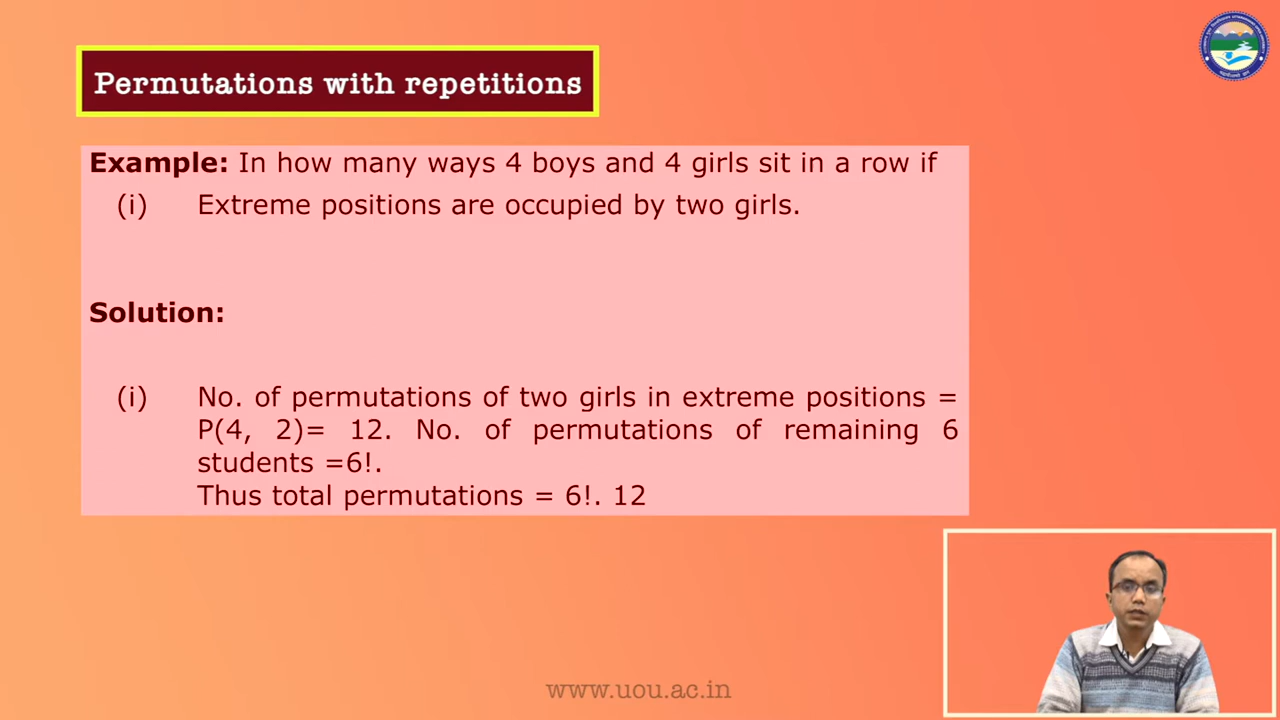 Permutations with repetitions
Example: In how many ways 4 boys and 4 girls sit in a row if
(i) Extreme positions are occupied by two girls.
Solution:
(i) No. of permutations of two girls in extreme positions =
P(4, 2)= 12. No. of permutations of remaining 6
students =6!.
Thus total permutations = 6!. 12
www.uou.ac.in